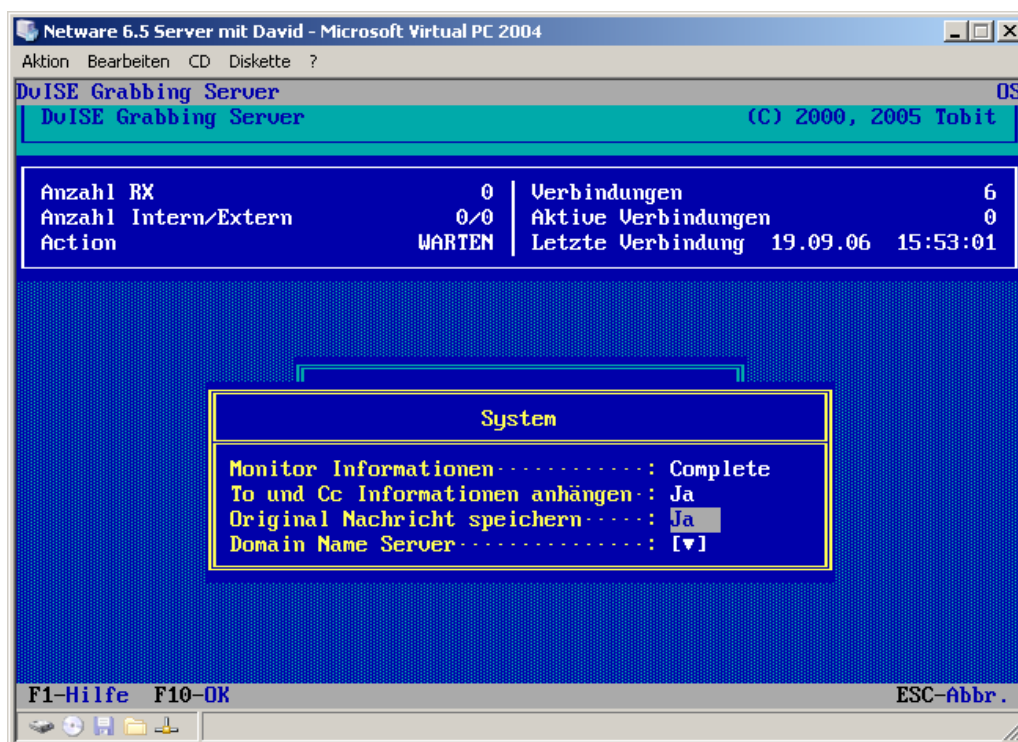 Netware 6.5 Server mit David - Microsoft Virtual PC 2004
Aktion Bearbeiten CD Diskette ?
DvISE Grabbing Server OS
DvISE Grabbing Server (C) 2000, 2005 Tobit
Anzahl RX 0 Verbindungen 6
Anzahl Intern/Extern 0/0 Aktive Verbindungen 0
Action WARTEN Letzte Verbindung 19.09.06 15:53:01
System
Monitor Informationen············: Complete
To und Cc Informationen anhängen·: Ja
Original Nachricht speichern·····: Ja
Domain Name Server···············: [▼]
F1-Hilfe F10-OK ESC-Abbr.